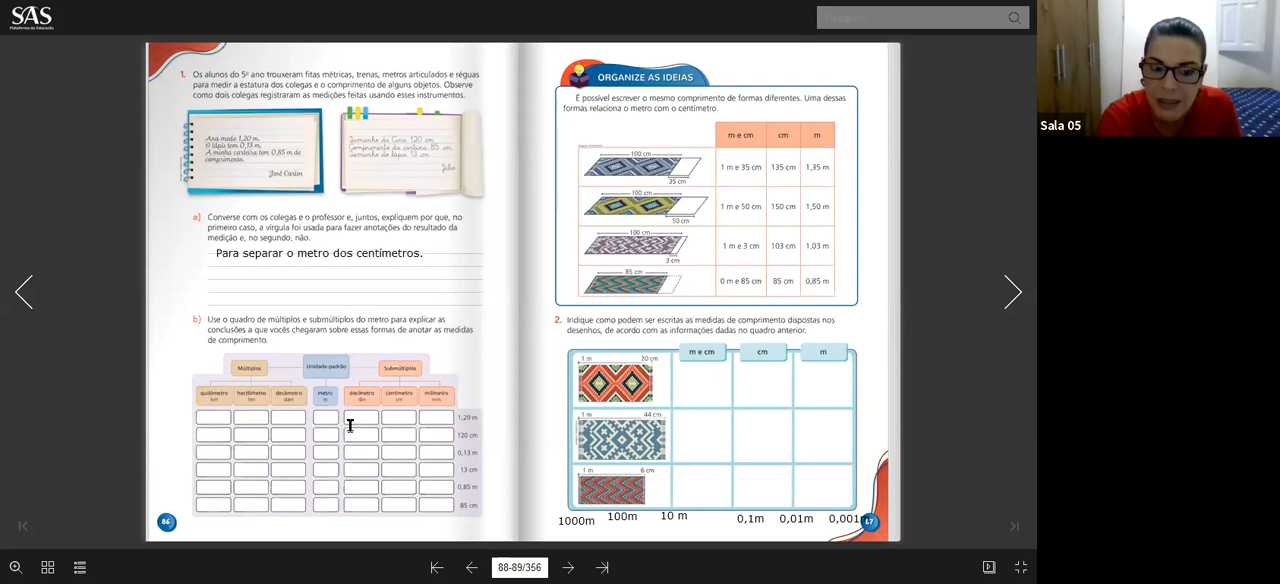 SAS
Plataforma de Educação
Pesquisar
Sala 05
1. Os alunos do 5º ano trouxeram fitas métricas, trenas, metros articulados e réguas
para medir a estatura dos colegas e o comprimento de alguns objetos. Observe
como dois colegas registraram as medições feitas usando esses instrumentos.
Ana mede 1,20 m.
O lápis tem 0,13 m.
A minha carteira tem 0,85 m de
comprimento.
José Carlos
Tamanho da Cena: 120 cm
Comprimento da carteira 85 cm
Tamanho do lápis 13 cm
Júlio
a) Converse com os colegas e o professor e, juntos, expliquem por que, no
primeiro caso, a vírgula foi usada para fazer anotações do resultado da
medição e, no segundo, não.
Para separar o metro dos centímetros.
b) Use o quadro de múltiplos e submúltiplos do metro para explicar as
conclusões a que vocês chegaram sobre essas formas de anotar as medidas
de comprimento.
Múltiplos
Unidade-padrão
Submúltiplos
quilômetro km
hectômetro hm
decâmetro dam
metro m
decímetro dm
centímetro cm
milímetro mm
1,20 m
120 cm
0,13 m
13 cm
0,85 m
85 cm
86
ORGANIZE AS IDEIAS
É possível escrever o mesmo comprimento de formas diferentes. Uma dessas
formas relaciona o metro com o centímetro.
m e cm cm m
100 cm
35 cm
1 m e 35 cm 135 cm 1,35 m
100 cm
50 cm
1 m e 50 cm 150 cm 1,50 m
100 cm
3 cm
1 m e 3 cm 103 cm 1,03 m
85 cm
0 m e 85 cm 85 cm 0,85 m
2. Indique como podem ser escritas as medidas de comprimento dispostas nos
desenhos, de acordo com as informações dadas no quadro anterior.
m e cm cm m
1 m 20 cm
1 m 44 cm
1 m 6 cm
1000m 100m 10 m 0,1m 0,01m 0,001
87
88-89/356